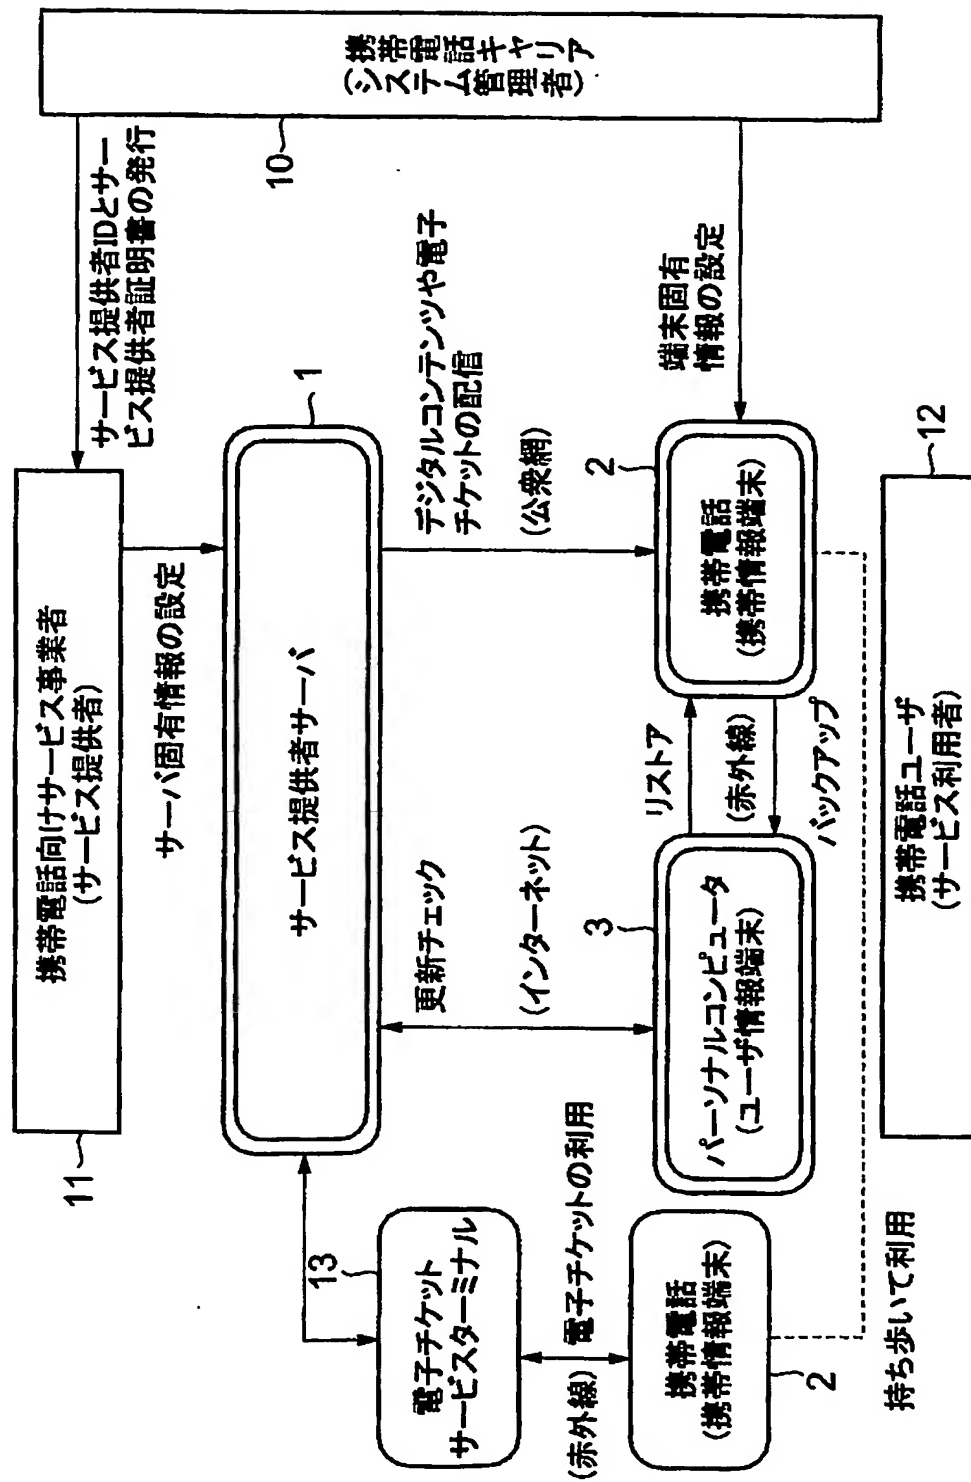 携帯電話キャリア
(システム管理者)
10
サービス提供者IDとサー
ビス提供者証明書の発行
端末固有
情報の設定
携帯電話向けサービス事業者
(サービス提供者)
11
サーバ固有情報の設定
1
サービス提供者サーバ
デジタルコンテンツや電子
チケットの配信
(公衆網)
更新チェック
(インターネット)
2
携帯電話
(携帯情報端末)
リストア
(赤外線)
バックアップ
3
パーソナルコンピュータ
(ユーザ情報端末)
12
携帯電話ユーザ
(サービス利用者)
13
電子チケット
サービスターミナル
電子チケットの利用
(赤外線)
携帯電話
(携帯情報端末)
2
持ち歩いて利用